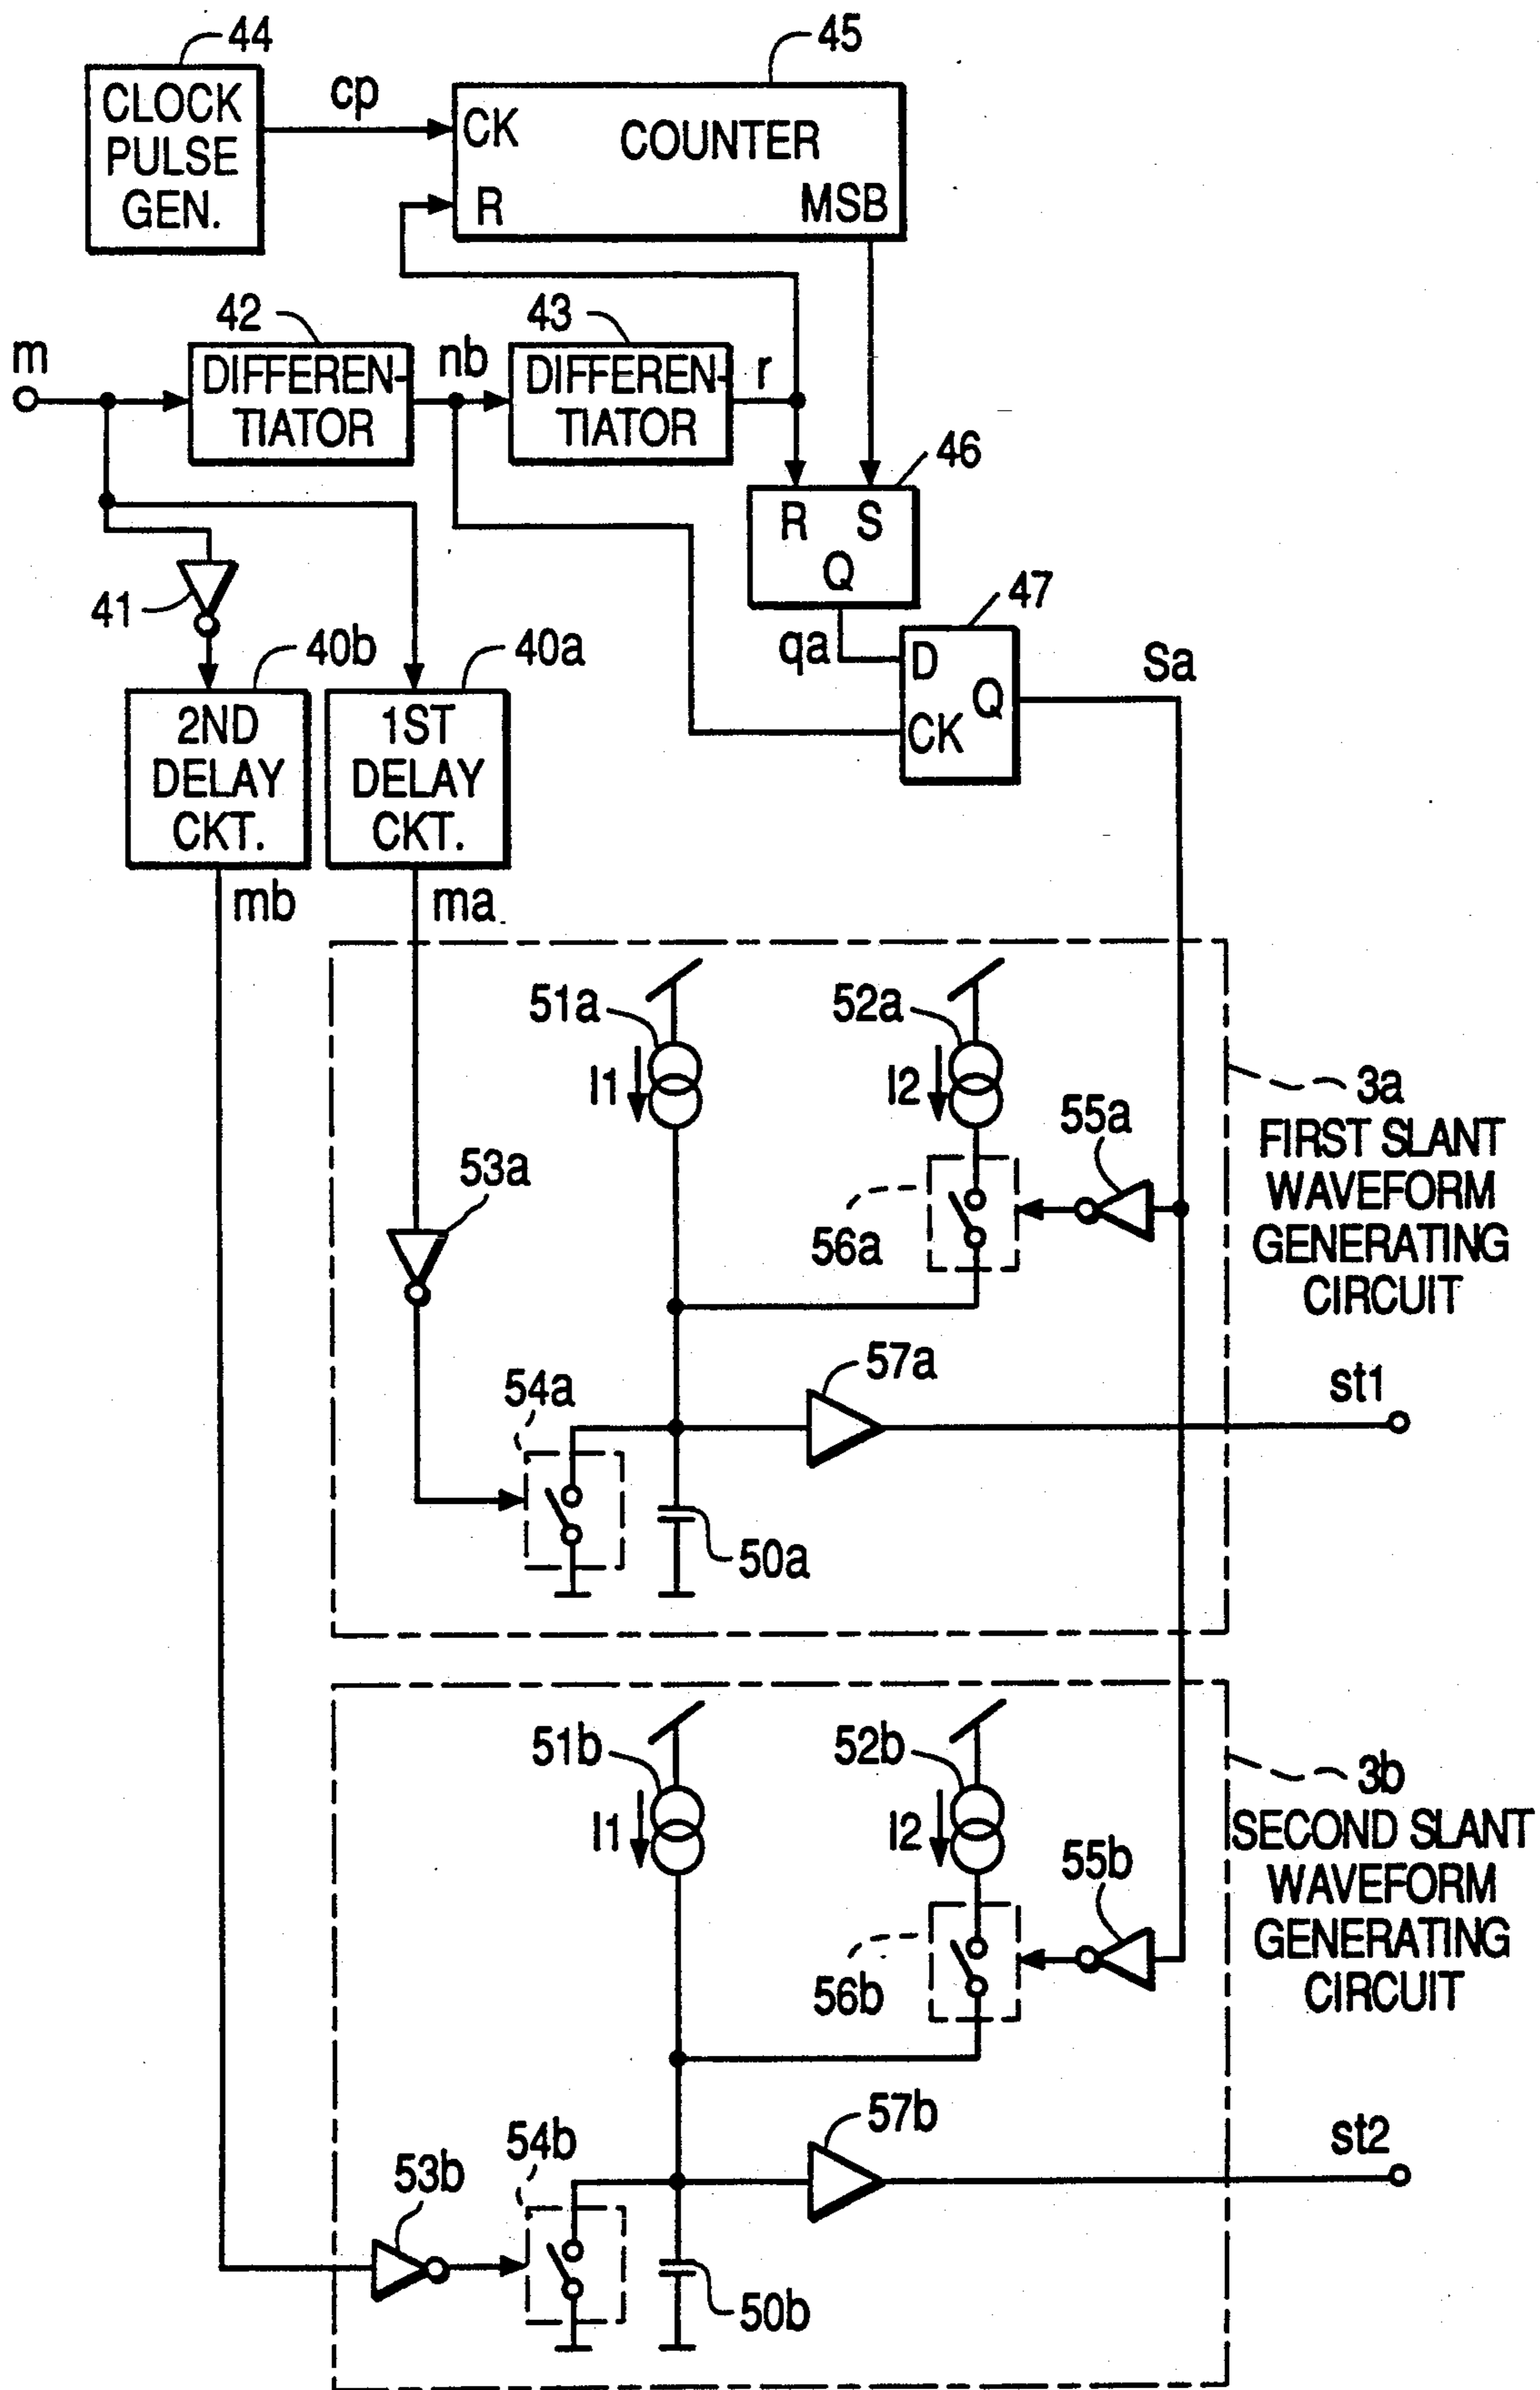 44
45
CLOCK
PULSE
GEN.
cp
CK
COUNTER
R
MSB
42
43
m
DIFFEREN-
TIATOR
nb
DIFFEREN-
TIATOR
r
46
R S
Q
41
47
40b
40a
qa
D
Q
CK
Sa
2ND
DELAY
CKT.
1ST
DELAY
CKT.
mb
ma
51a
52a
I1
I2
3a
FIRST SLANT
WAVEFORM
GENERATING
CIRCUIT
55a
53a
56a
57a
54a
st1
50a
51b
52b
I1
I2
3b
SECOND SLANT
WAVEFORM
GENERATING
CIRCUIT
55b
56b
57b
54b
53b
st2
50b